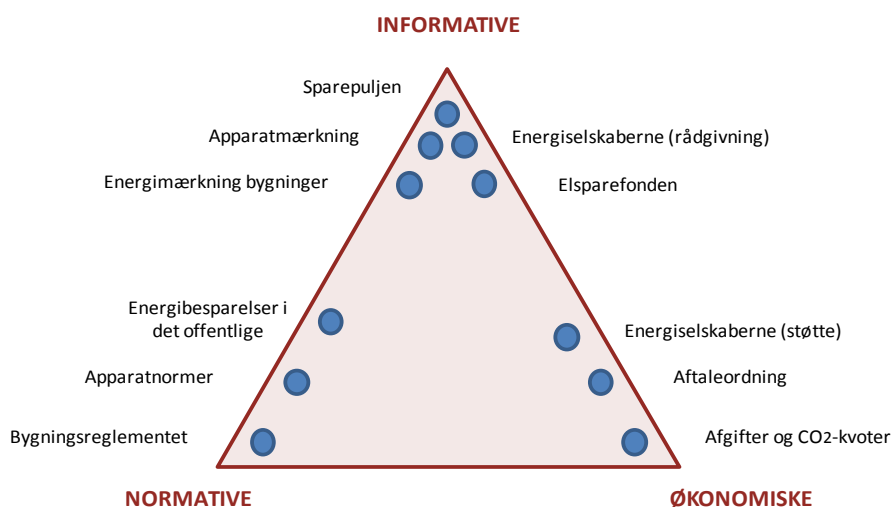 INFORMATIVE
Sparepuljen
Apparatmærkning
Energiselskaberne (rådgivning)
Energimærkning bygninger
Elsparefonden
Energibesparelser i
det offentlige
Energiselskaberne (støtte)
Apparatnormer
Aftaleordning
Bygningsreglementet
Afgifter og CO2-kvoter
NORMATIVE
ØKONOMISKE